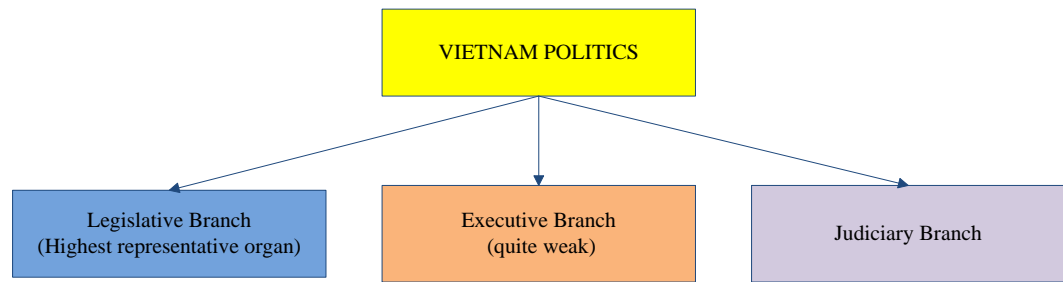 VIETNAM POLITICS
Legislative Branch
(Highest representative organ)
Executive Branch
(quite weak)
Judiciary Branch